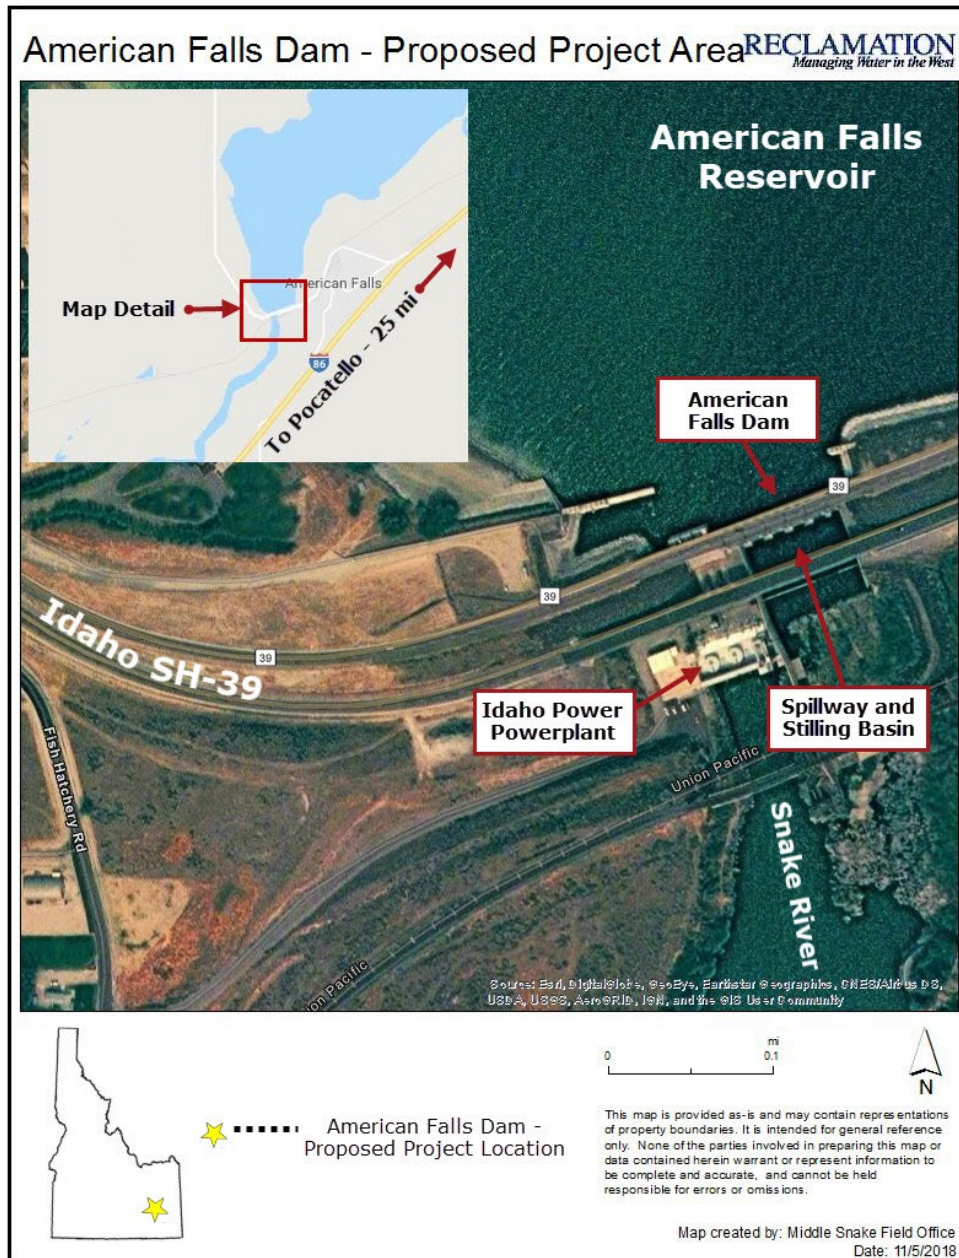 American Falls Dam - Proposed Project Area
RECLAMATION
Managing Water in the West
American Falls
Reservoir
American Falls
Map Detail
86
To Pocatello - 25 mi
American
Falls Dam
39
39
39
Idaho SH-39
Idaho Power
Powerplant
Spillway and
Stilling Basin
Fish Hatchery Rd
Union Pacific
Union Pacific
Snake River
Source: Esri, DigitalGlobe, GeoEye, Earthstar Geographics, CNES/Airbus DS,
USDA, USGS, AeroGRID, IGN, and the GIS User Community
American Falls Dam -
Proposed Project Location
mi
0 0.1
N
This map is provided as-is and may contain representations
of property boundaries. It is intended for general reference
only. None of the parties involved in preparing this map or
data contained herein warrant or represent information to
be complete and accurate, and cannot be held
responsible for errors or omissions.
Map created by: Middle Snake Field Office
Date: 11/5/2018